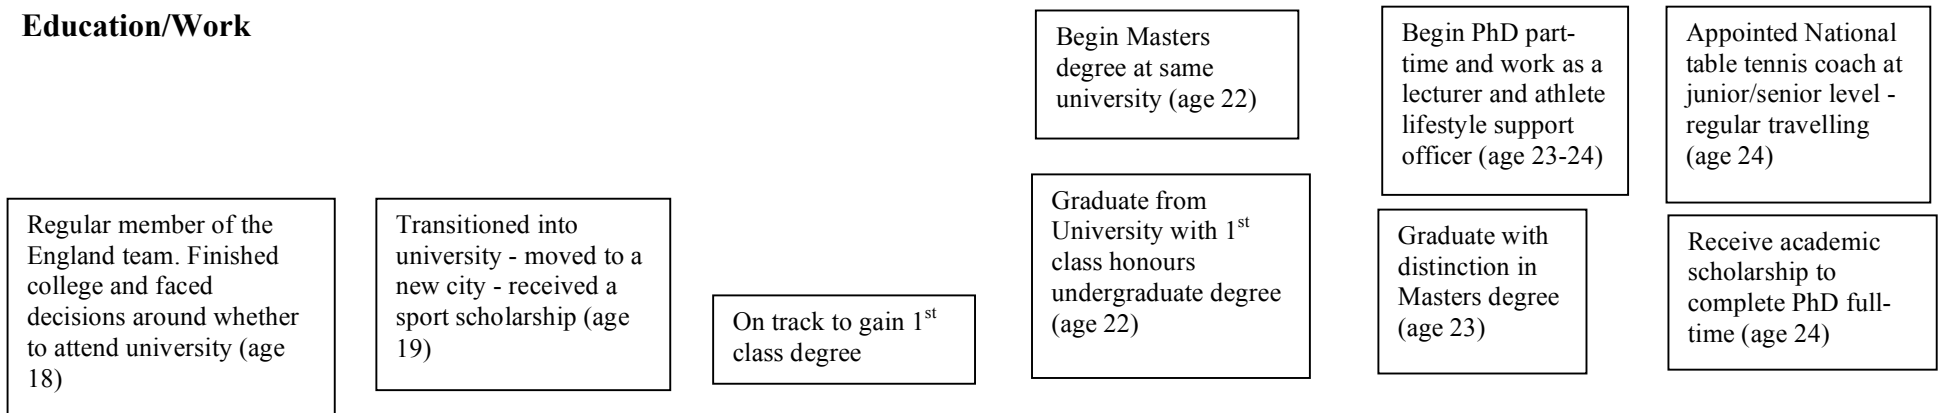 Education/Work
Regular member of the
England team. Finished
college and faced
decisions around whether
to attend university (age
18)
Transitioned into
university - moved to a
new city - received a
sport scholarship (age
19)
On track to gain 1st
class degree
Begin Masters
degree at same
university (age 22)
Graduate from
University with 1st
class honours
undergraduate degree
(age 22)
Begin PhD part-
time and work as a
lecturer and athlete
lifestyle support
officer (age 23-24)
Graduate with
distinction in
Masters degree
(age 23)
Appointed National
table tennis coach at
junior/senior level -
regular travelling
(age 24)
Receive academic
scholarship to
complete PhD full-
time (age 24)